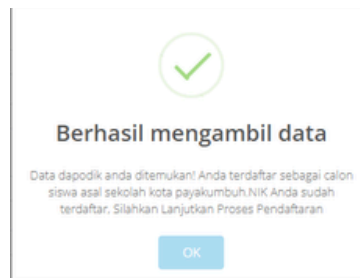 Berhasil mengambil data
Data dapodik anda ditemukan! Anda terdaftar sebagai calon
siswa asal sekolah kota payakumbuh.NIK Anda sudah
terdaftar, Silahkan Lanjutkan Proses Pendaftaran
OK